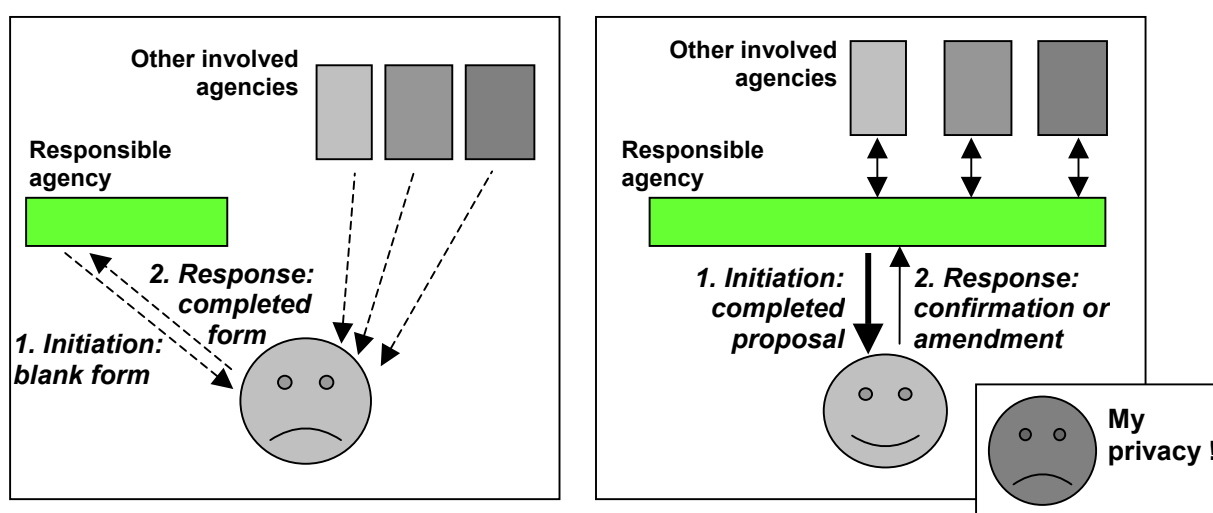 Other involved
agencies
Responsible
agency
2. Response:
completed
form
1. Initiation:
blank form
Other involved
agencies
Responsible
agency
1. Initiation:
completed
proposal
2. Response:
confirmation or
amendment
My
privacy !